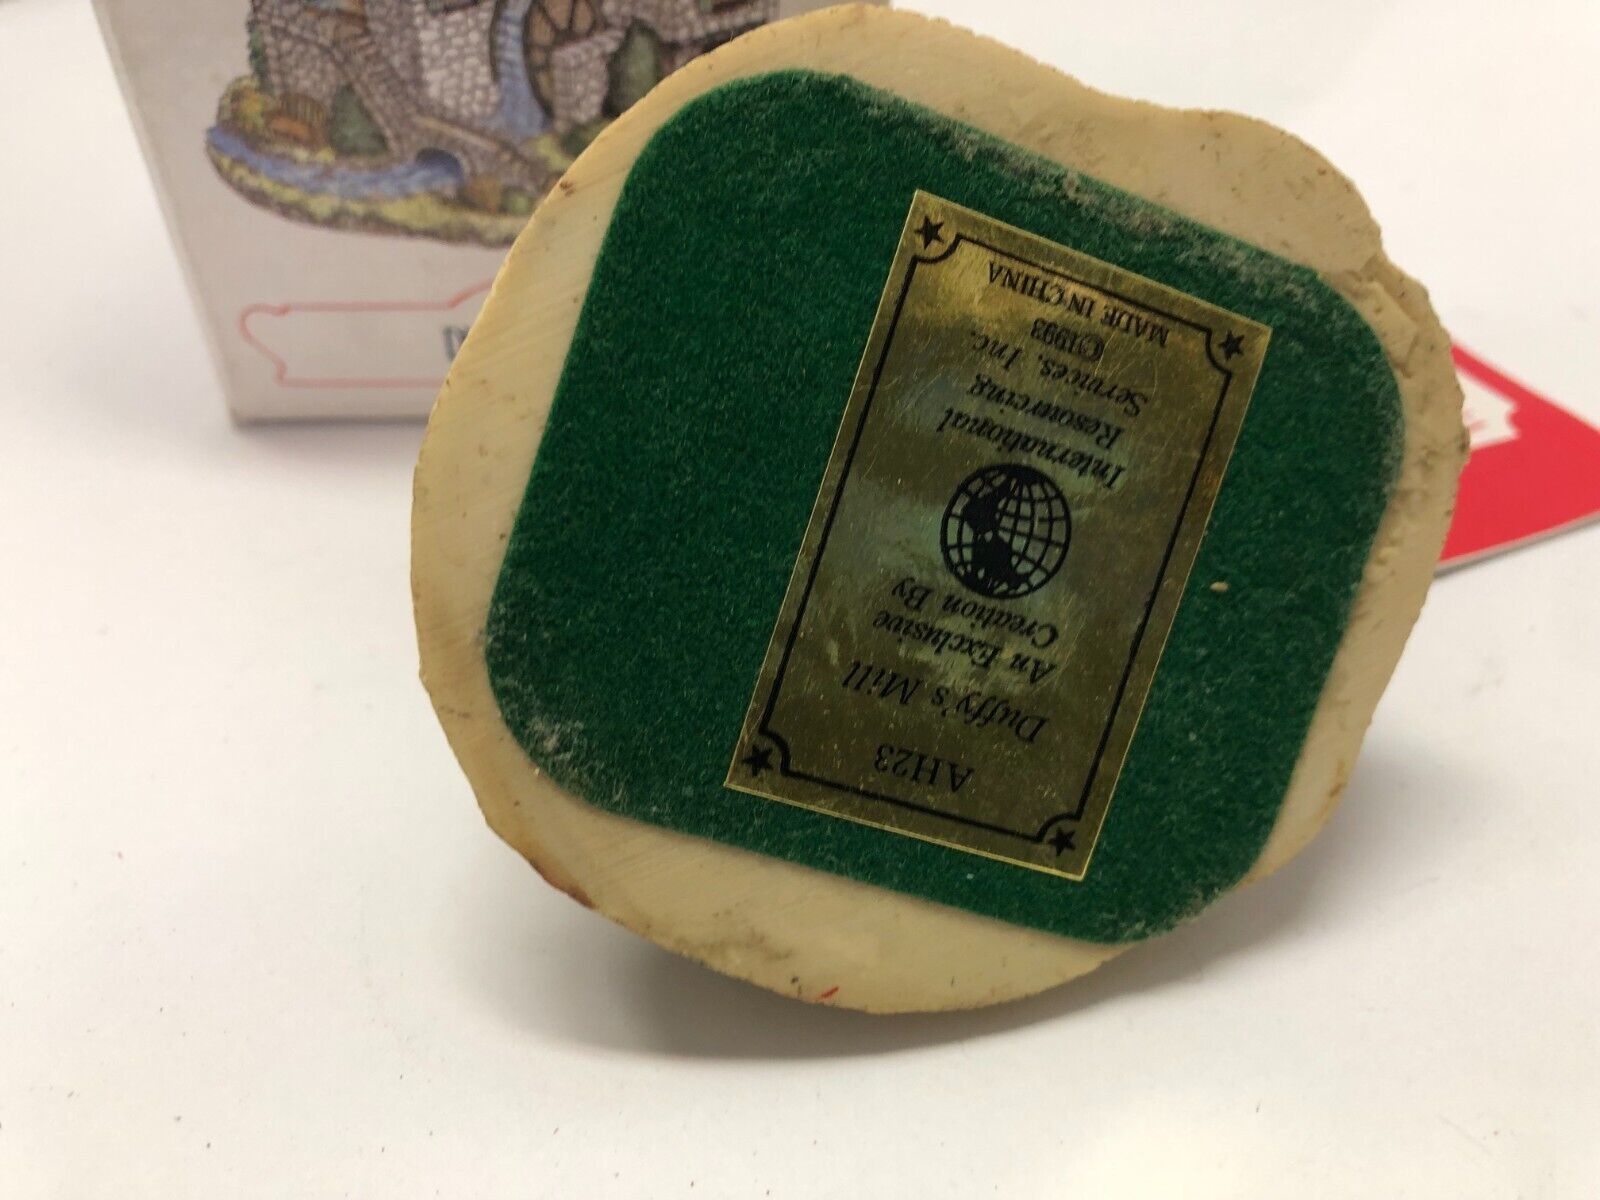 AH23
Duffy's Mill
An Exclusive
Creation By
International
Resourcing
Services, Inc.
©1993
MADE IN CHINA